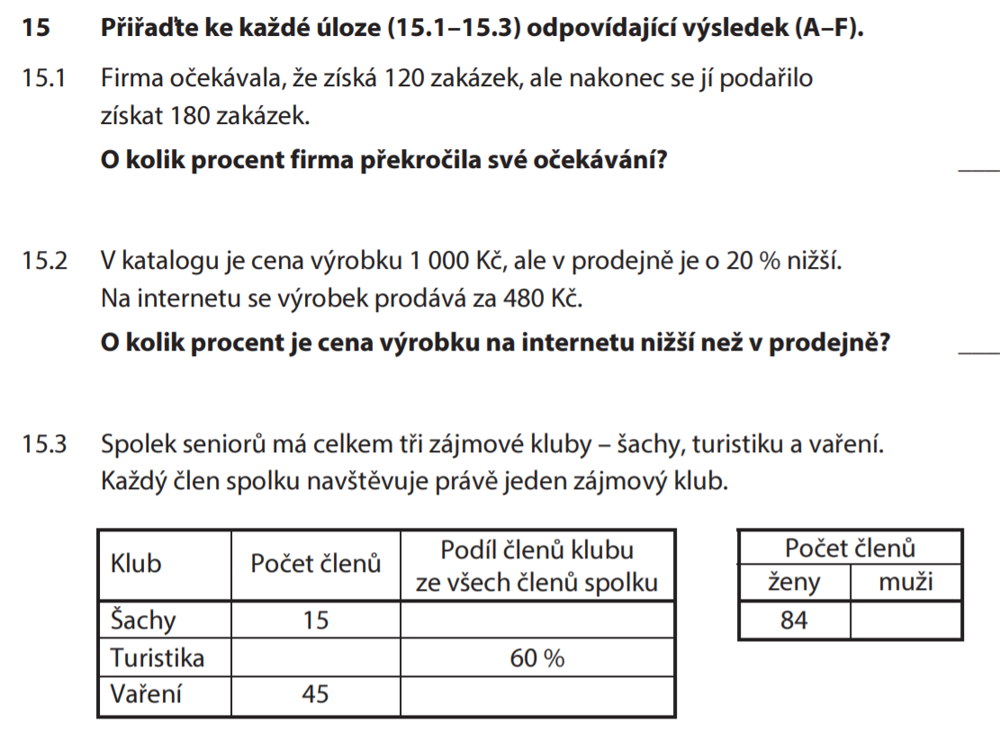 15 Přiřaďte ke každé úloze (15.1–15.3) odpovídající výsledek (A–F).
15.1 Firma očekávala, že získá 120 zakázek, ale nakonec se jí podařilo
získat 180 zakázek.
O kolik procent firma překročila své očekávání?
15.2 V katalogu je cena výrobku 1 000 Kč, ale v prodejně je o 20 % nižší.
Na internetu se výrobek prodává za 480 Kč.
O kolik procent je cena výrobku na internetu nižší než v prodejně?
15.3 Spolek seniorů má celkem tři zájmové kluby – šachy, turistiku a vaření.
Každý člen spolku navštěvuje právě jeden zájmový klub.
Klub Počet členů Podíl členů klubu
ze všech členů spolku
Šachy 15
Turistika 60 %
Vaření 45
Počet členů
ženy muži
84